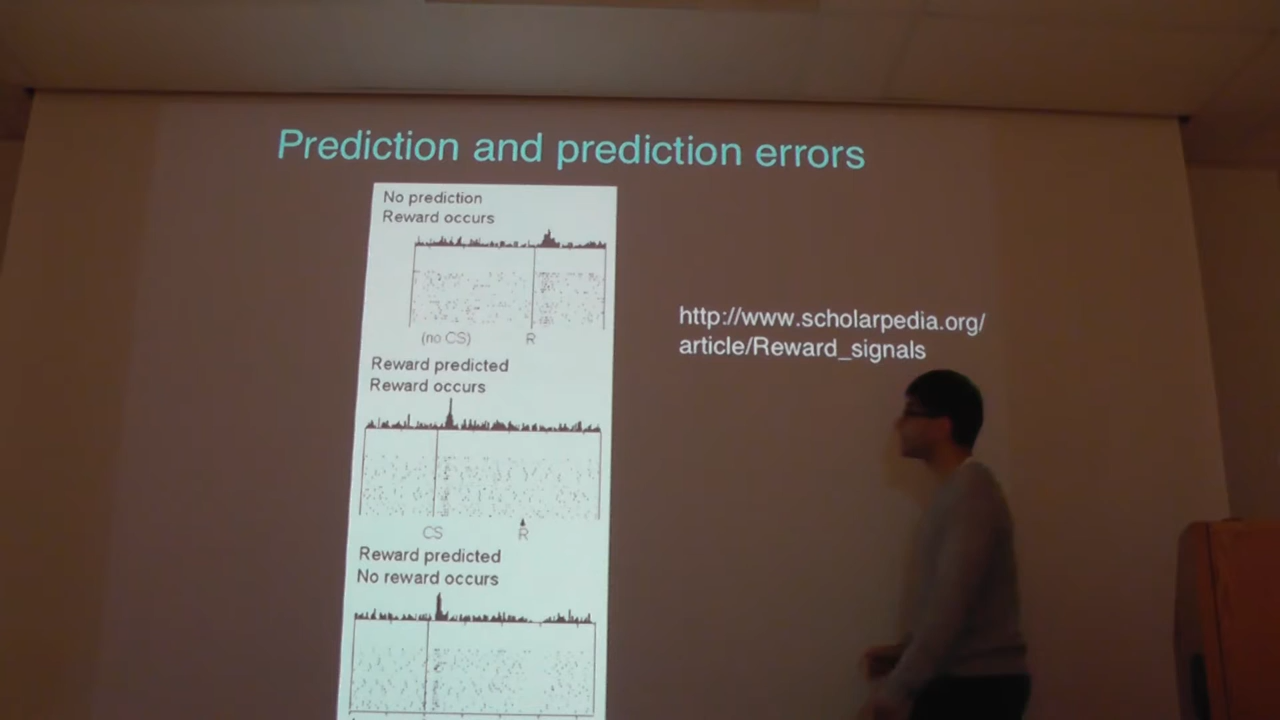 Prediction and prediction errors
No prediction
Reward occurs
(no CS)
R
http://www.scholarpedia.org/
article/Reward_signals
Reward predicted
Reward occurs
CS
R
Reward predicted
No reward occurs